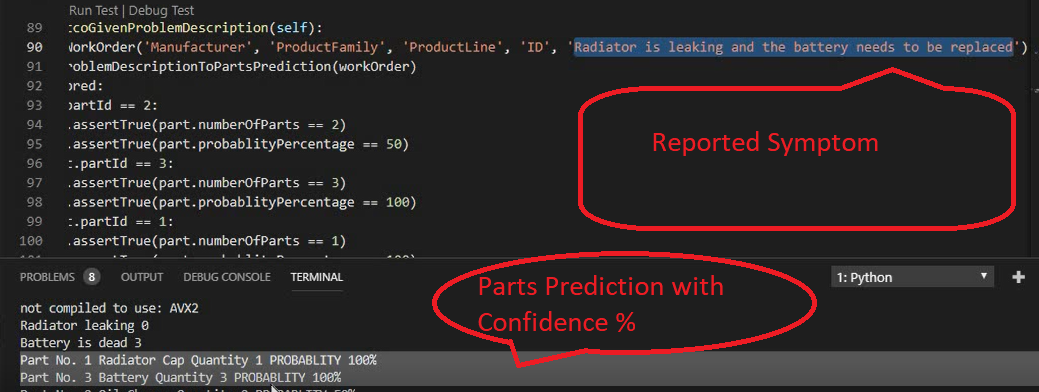 Run Test | Debug Test
89 tcoGivenProblemDescription(self):
90 WorkOrder('Manufacturer', 'ProductFamily', 'ProductLine', 'ID', 'Radiator is leaking and the battery needs to be replaced')
91 roblemDescriptionToPartsPrediction(workOrder)
92 ored:
93 partId == 2:
94 .assertTrue(part.numberOfParts == 2)
95 .assertTrue(part.probablityPercentage == 50)
96 t.partId == 3:
97 .assertTrue(part.numberOfParts == 3)
98 .assertTrue(part.probablityPercentage == 100)
99 t.partId == 1:
100 .assertTrue(part.numberOfParts == 1)
Reported Symptom
PROBLEMS 8 OUTPUT DEBUG CONSOLE TERMINAL 1: Python
not compiled to use: AVX2
Radiator leaking 0
Battery is dead 3
Part No. 1 Radiator Cap Quantity 1 PROBABLITY 100%
Part No. 3 Battery Quantity 3 PROBABLITY 100%
Parts Prediction with
Confidence %